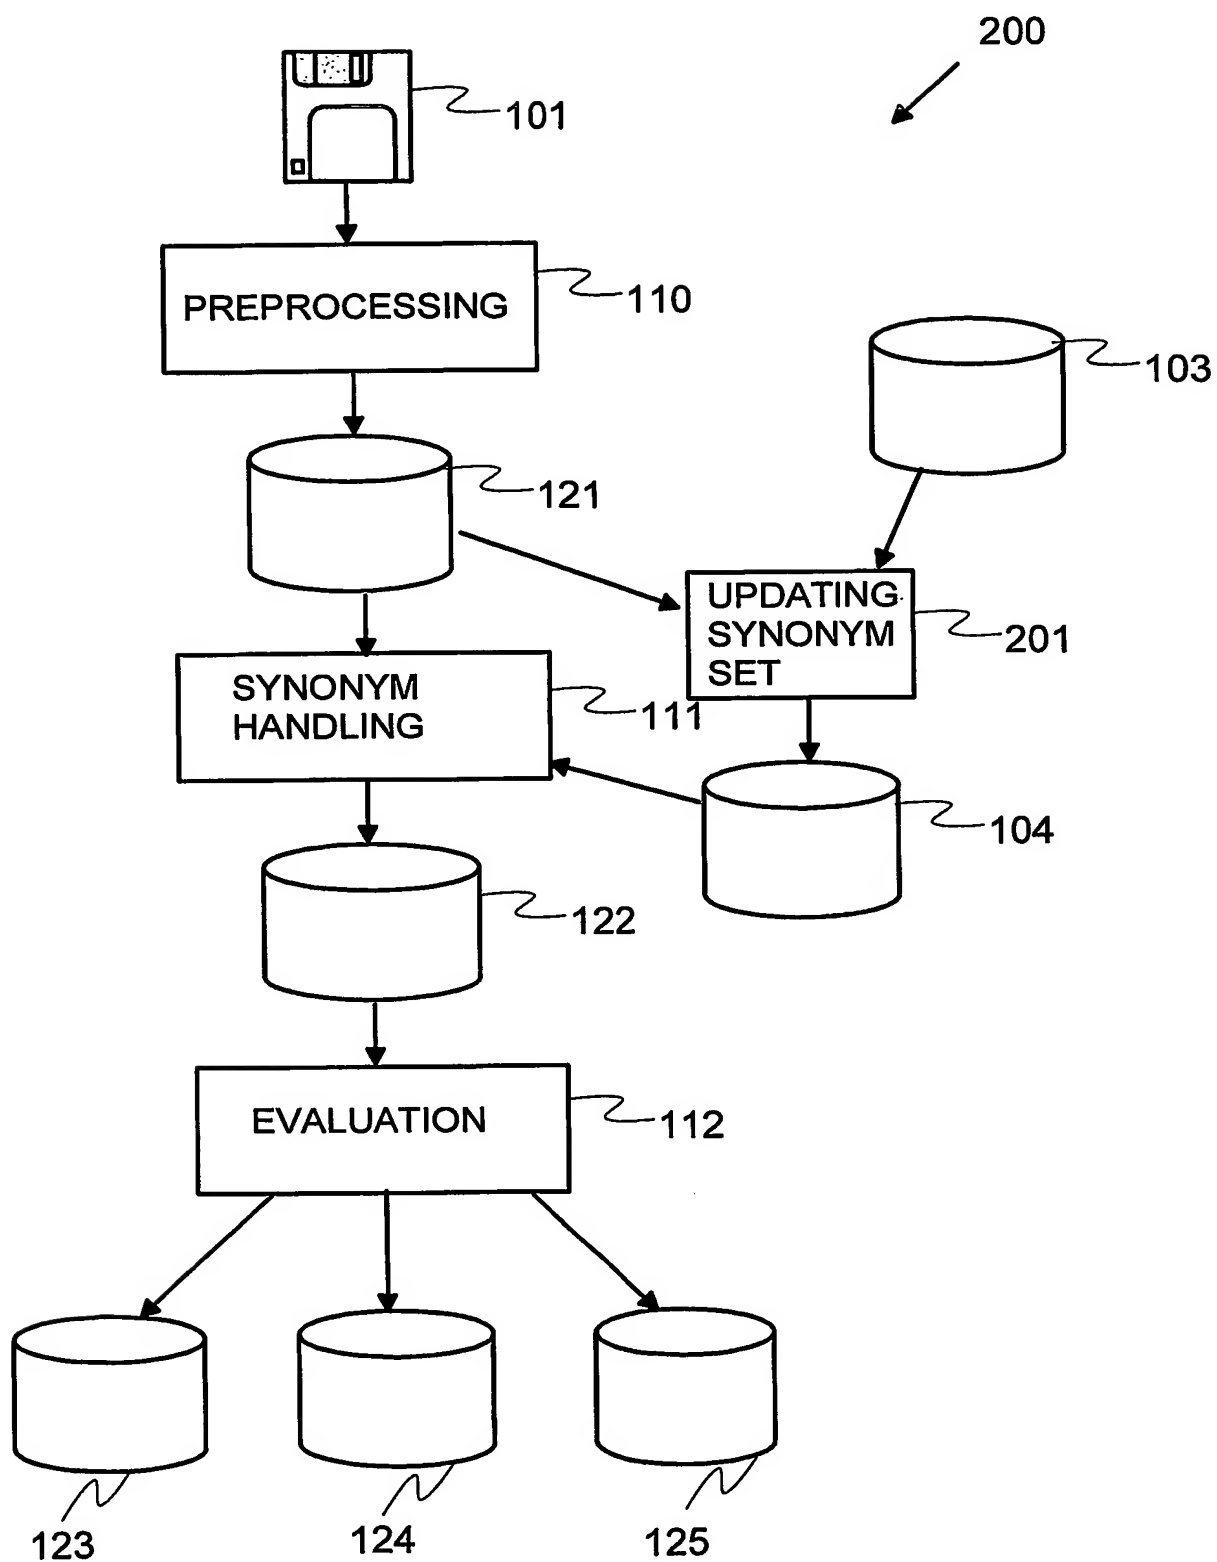 200
101
PREPROCESSING
110
103
121
UPDATING
SYNONYM
SET
201
SYNONYM
HANDLING
111
104
122
EVALUATION
112
123
124
125